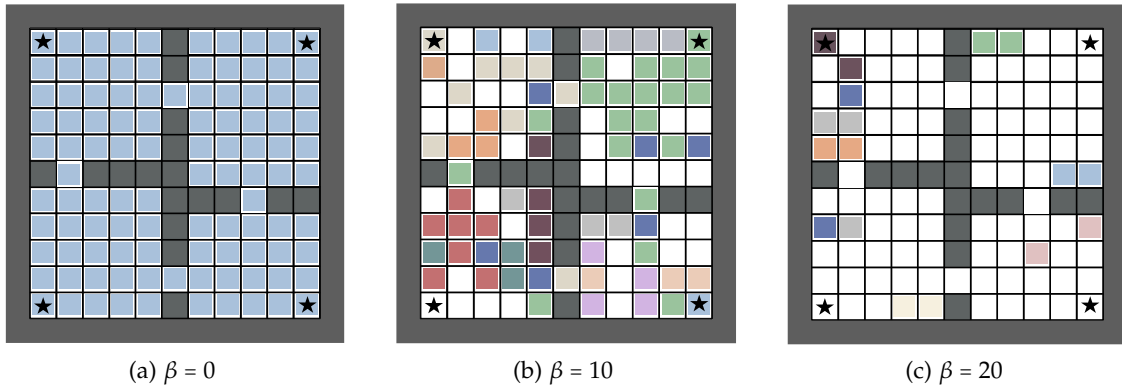 (a) β = 0
(b) β = 10
(c) β = 20